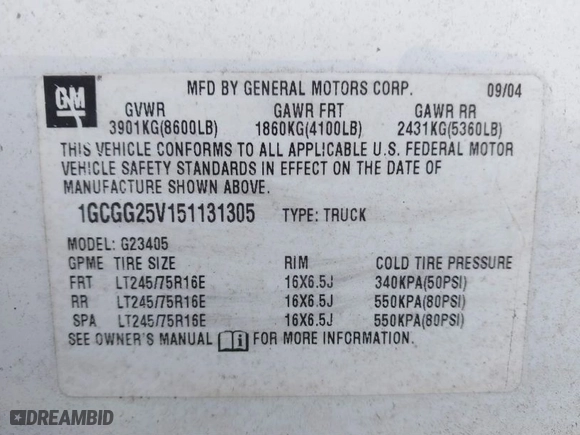 GM
MFD BY GENERAL MOTORS CORP. 09/04
GVWR GAWR FRT GAWR RR
3901KG(8600LB) 1860KG(4100LB) 2431KG(5360LB)
THIS VEHICLE CONFORMS TO ALL APPLICABLE U.S. FEDERAL MOTOR
VEHICLE SAFETY STANDARDS IN EFFECT ON THE DATE OF
MANUFACTURE SHOWN ABOVE.
1GCGG25V151131305 TYPE: TRUCK
MODEL: G23405
GPME TIRE SIZE RIM COLD TIRE PRESSURE
FRT LT245/75R16E 16X6.5J 340KPA(50PSI)
RR LT245/75R16E 16X6.5J 550KPA(80PSI)
SPA LT245/75R16E 16X6.5J 550KPA(80PSI)
SEE OWNER'S MANUAL i FOR MORE INFORMATION.
DREAMBID